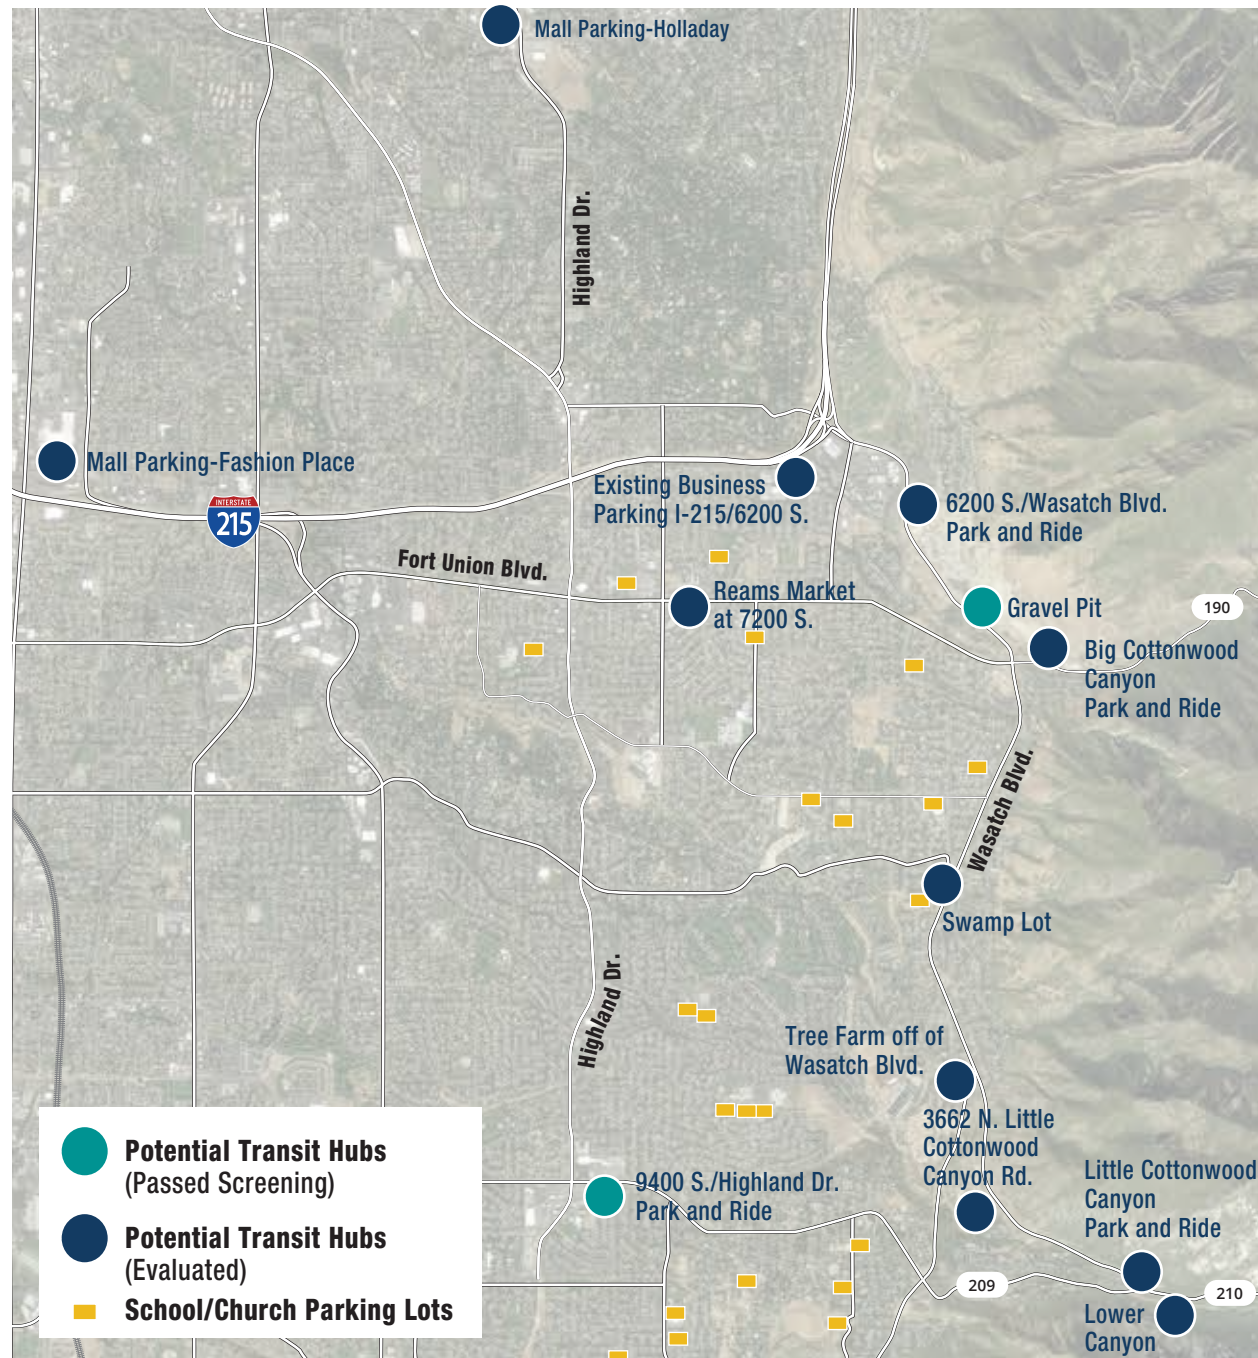 Mall Parking-Holladay
Highland Dr.
Mall Parking-Fashion Place
INTERSTATE
215
Existing Business
Parking I-215/6200 S.
6200 S./Wasatch Blvd.
Park and Ride
Fort Union Blvd.
Reams Market
at 7200 S.
Gravel Pit
190
Big Cottonwood
Canyon
Park and Ride
Wasatch Blvd.
Swamp Lot
Highland Dr.
Tree Farm off of
Wasatch Blvd.
3662 N. Little
Cottonwood
Canyon Rd.
Little Cottonwood
Canyon
Park and Ride
9400 S./Highland Dr.
Park and Ride
209
210
Lower
Canyon
Potential Transit Hubs
(Passed Screening)
Potential Transit Hubs
(Evaluated)
School/Church Parking Lots